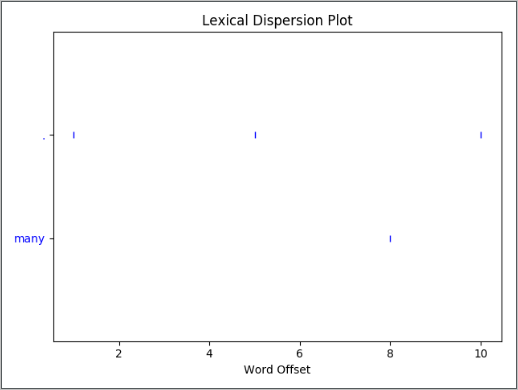 Lexical Dispersion Plot
.
many
2 4 6 8 10
Word Offset